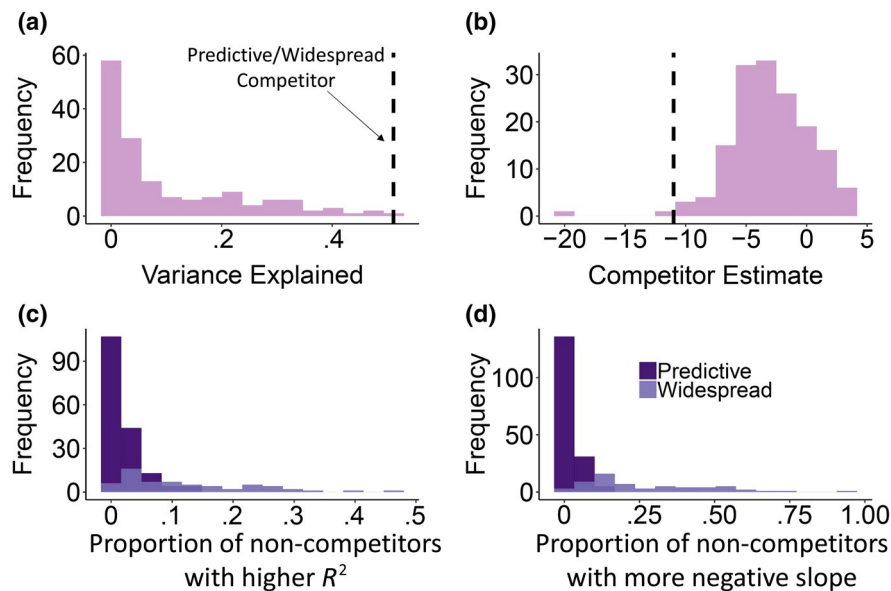 (a)
60
40
20
0
Frequency
Predictive/Widespread
Competitor
0 .2 .4
Variance Explained
(b)
30
20
10
0
Frequency
−20 −15 −10 −5 0 5
Competitor Estimate
(c)
90
60
30
0
Frequency
0 .1 .2 .3 .4 .5
Proportion of non-competitors
with higher R²
(d)
100
50
0
Frequency
Predictive
Widespread
0 .25 .50 .75 1.00
Proportion of non-competitors
with more negative slope